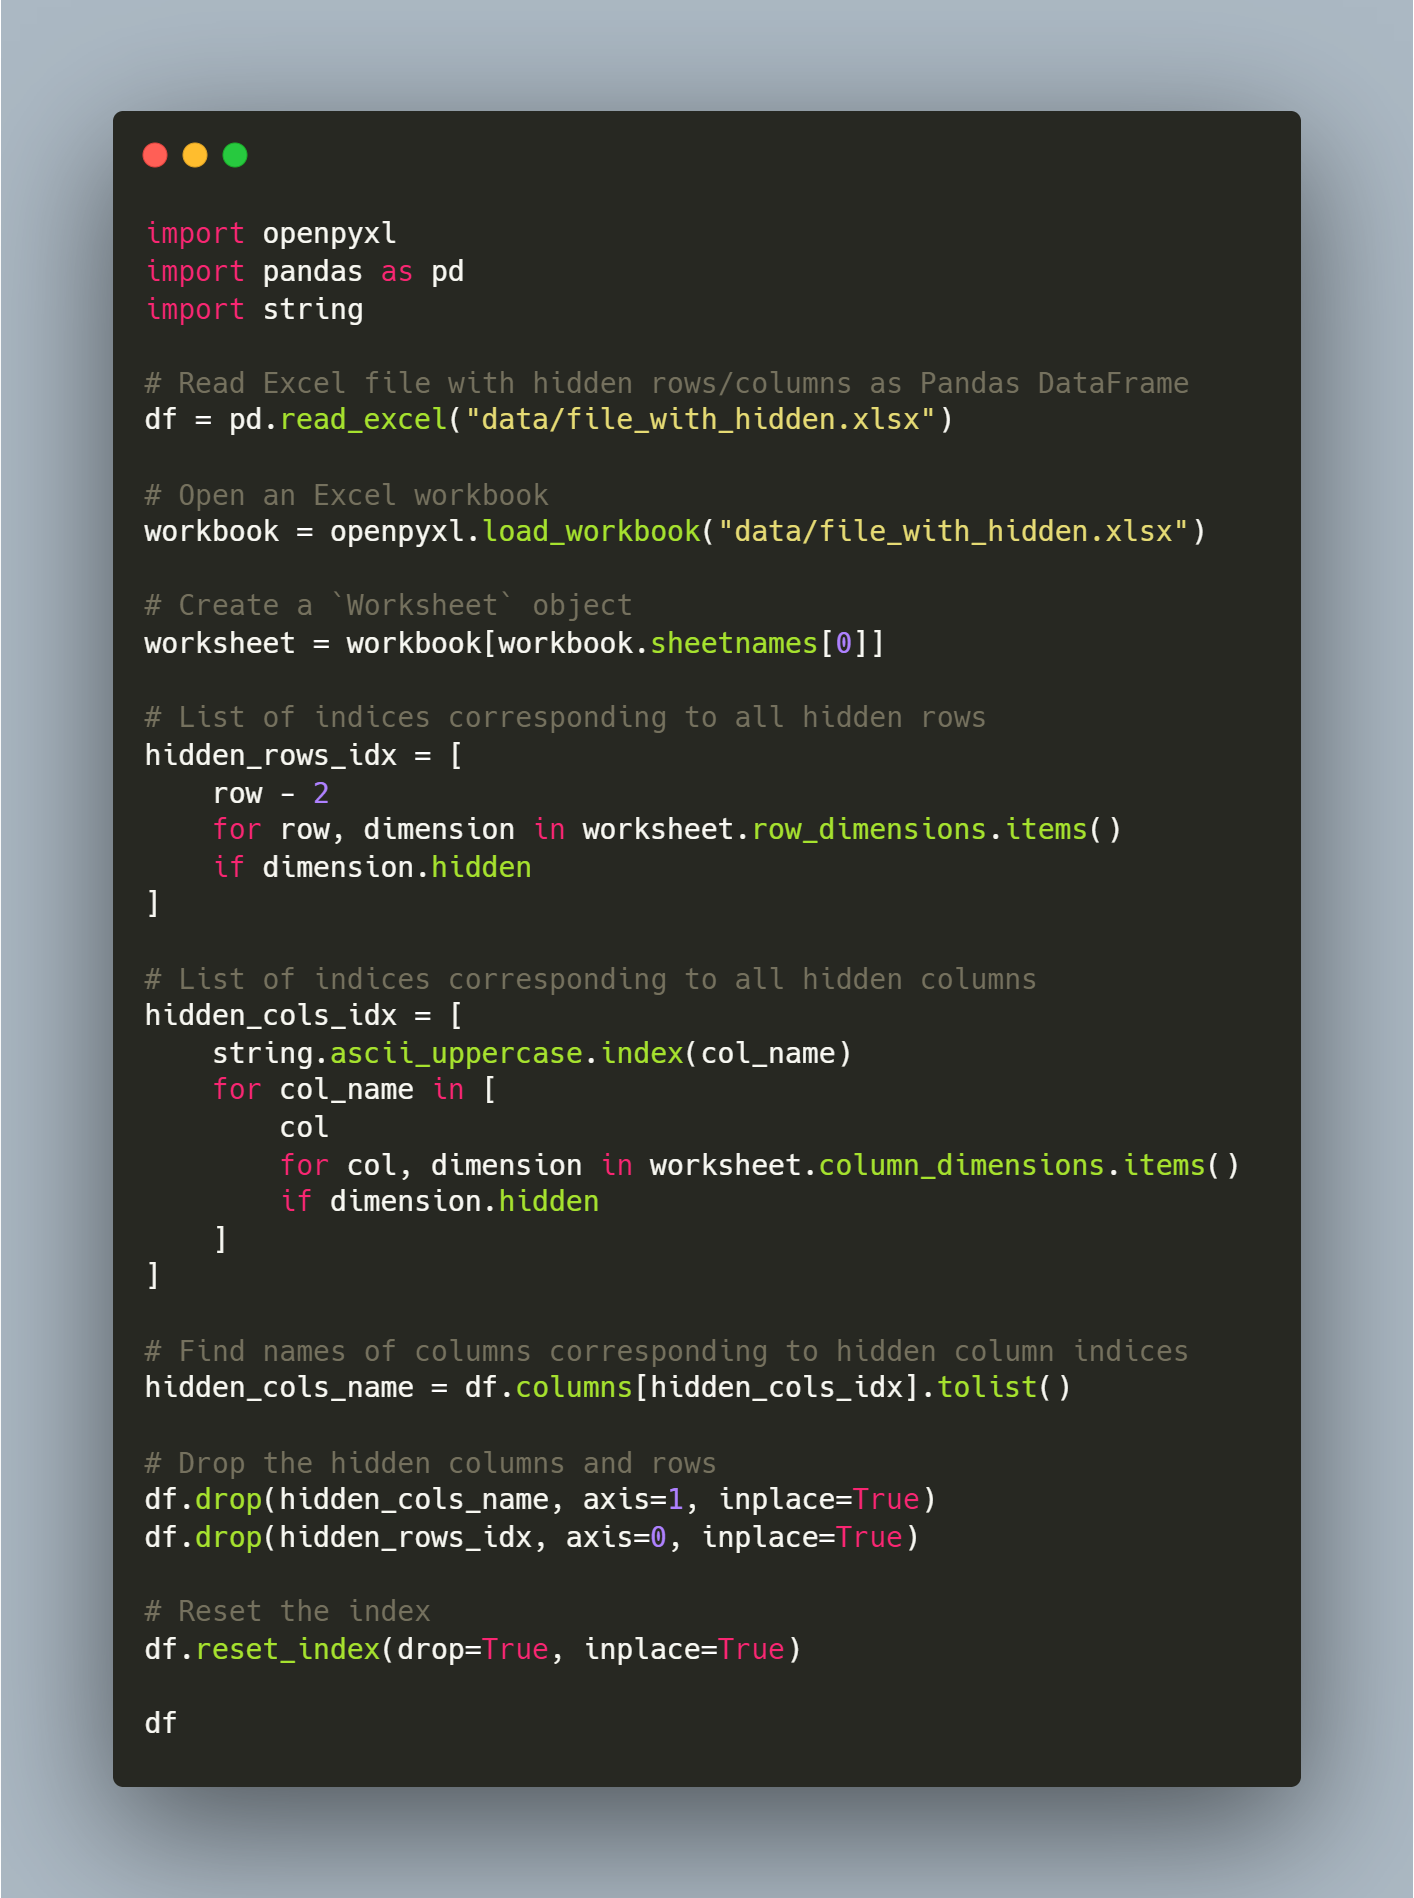 import openpyxl
import pandas as pd
import string

# Read Excel file with hidden rows/columns as Pandas DataFrame
df = pd.read_excel("data/file_with_hidden.xlsx")

# Open an Excel workbook
workbook = openpyxl.load_workbook("data/file_with_hidden.xlsx")

# Create a `Worksheet` object
worksheet = workbook[workbook.sheetnames[0]]

# List of indices corresponding to all hidden rows
hidden_rows_idx = [
    row - 2
    for row, dimension in worksheet.row_dimensions.items()
    if dimension.hidden
]

# List of indices corresponding to all hidden columns
hidden_cols_idx = [
    string.ascii_uppercase.index(col_name)
    for col_name in [
        col
        for col, dimension in worksheet.column_dimensions.items()
        if dimension.hidden
    ]
]

# Find names of columns corresponding to hidden column indices
hidden_cols_name = df.columns[hidden_cols_idx].tolist()

# Drop the hidden columns and rows
df.drop(hidden_cols_name, axis=1, inplace=True)
df.drop(hidden_rows_idx, axis=0, inplace=True)

# Reset the index
df.reset_index(drop=True, inplace=True)

df